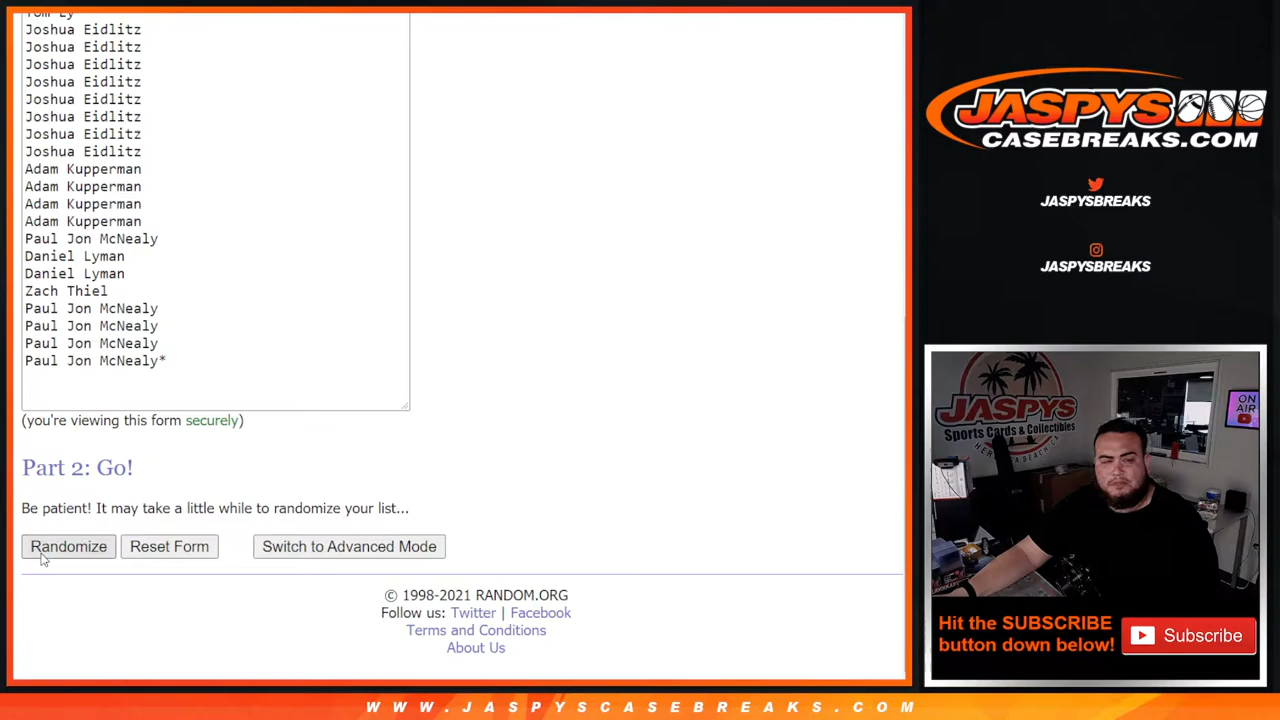 Tom Ly
Joshua Eidlitz
Joshua Eidlitz
Joshua Eidlitz
Joshua Eidlitz
Joshua Eidlitz
Joshua Eidlitz
Joshua Eidlitz
Joshua Eidlitz
Adam Kupperman
Adam Kupperman
Adam Kupperman
Adam Kupperman
Paul Jon McNealy
Daniel Lyman
Daniel Lyman
Zach Thiel
Paul Jon McNealy
Paul Jon McNealy
Paul Jon McNealy
Paul Jon McNealy*
(you're viewing this form securely)
Part 2: Go!
Be patient! It may take a little while to randomize your list...
Randomize
Reset Form
Switch to Advanced Mode
© 1998-2021 RANDOM.ORG
Follow us: Twitter | Facebook
Terms and Conditions
About Us
JASPYS
CASEBREAKS.COM
JASPYSBREAKS
JASPYSBREAKS
JASPYS
Sports Cards & Collectibles
ON
AIR
Hit the SUBSCRIBE
button down below!
Subscribe
WWW.JASPYSCASEBREAKS.COM